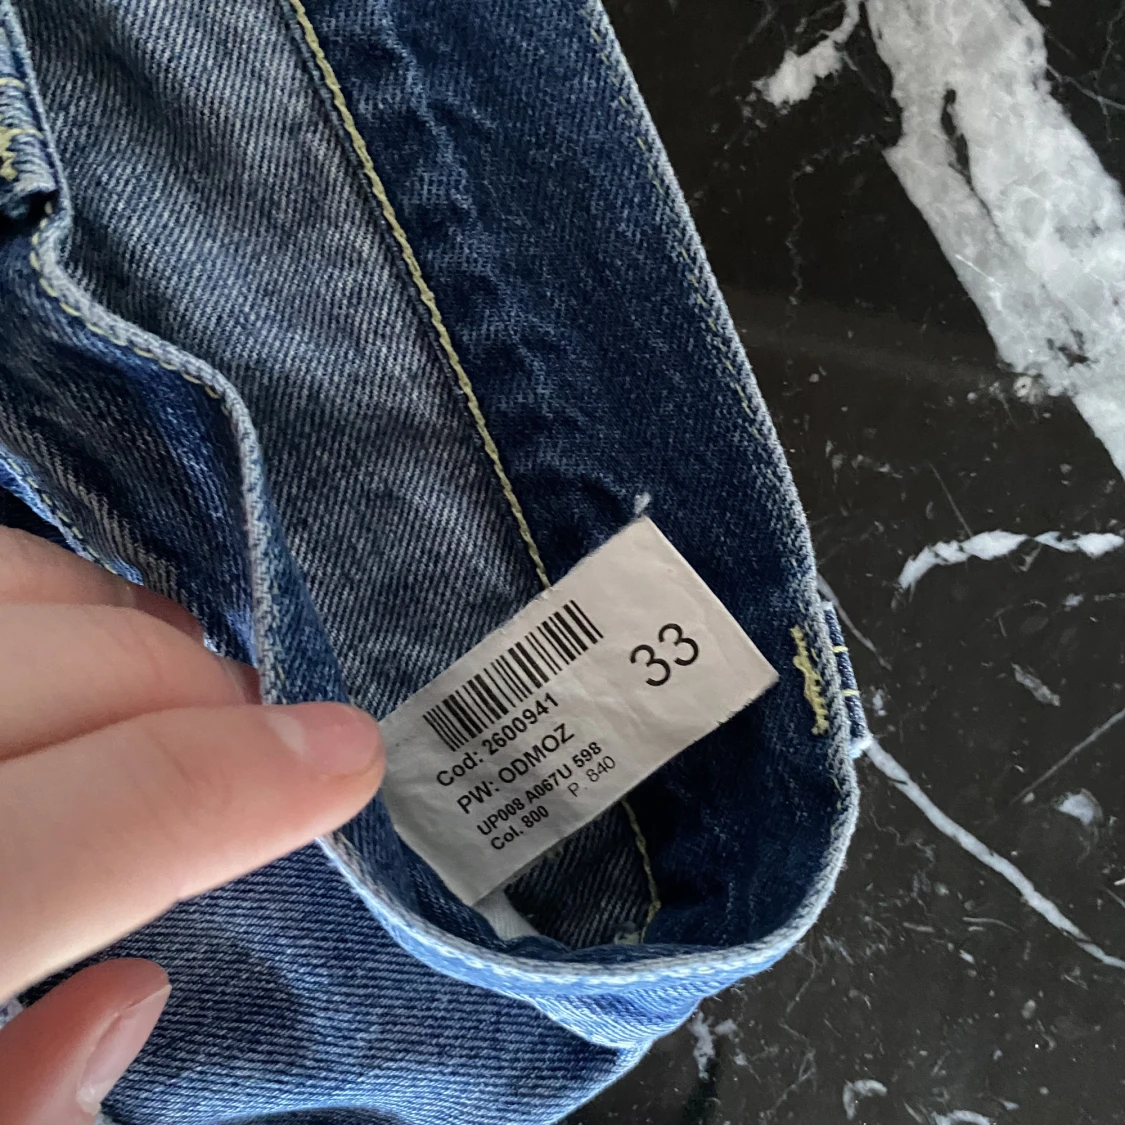 33
Cod: 2600941
PW: ODMOZ
UP008 A067U 598
Col. 800 P. 840